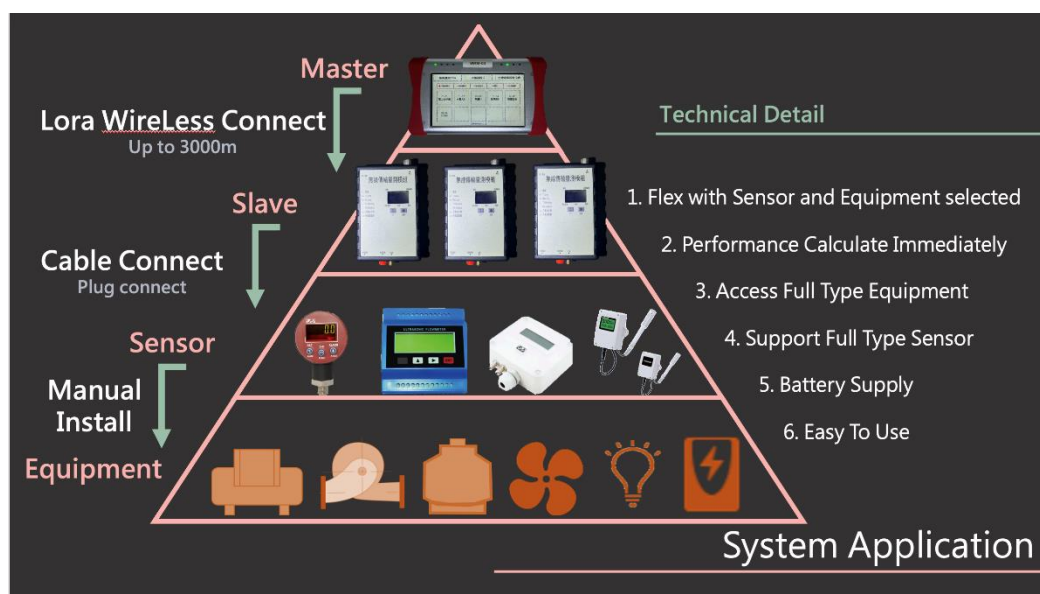 Master
Lora WireLess Connect
Up to 3000m
Slave
Cable Connect
Plug connect
Sensor
Manual
Install
Equipment
Technical Detail
1. Flex with Sensor and Equipment selected
2. Performance Calculate Immediately
3. Access Full Type Equipment
4. Support Full Type Sensor
5. Battery Supply
6. Easy To Use
ULTRASONIC FLOWMETER
System Application